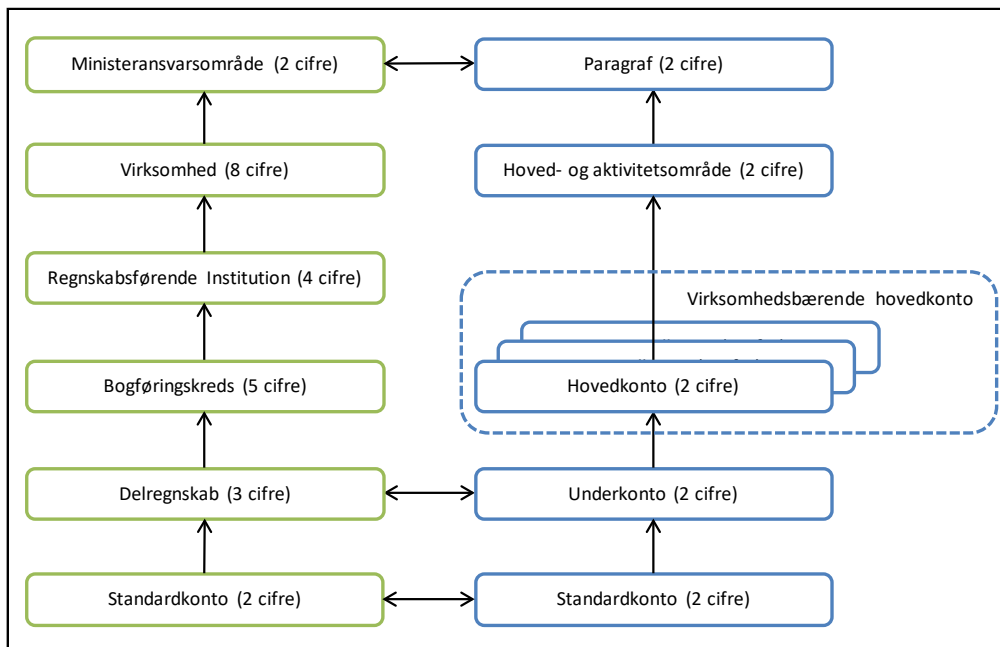 Ministeransvarsområde (2 cifre)
Paragraf (2 cifre)
Virksomhed (8 cifre)
Hoved- og aktivitetsområde (2 cifre)
Regnskabsførende Institution (4 cifre)
Virksomhedsbærende hovedkonto
Bogføringskreds (5 cifre)
Hovedkonto (2 cifre)
Delregnskab (3 cifre)
Underkonto (2 cifre)
Standardkonto (2 cifre)
Standardkonto (2 cifre)